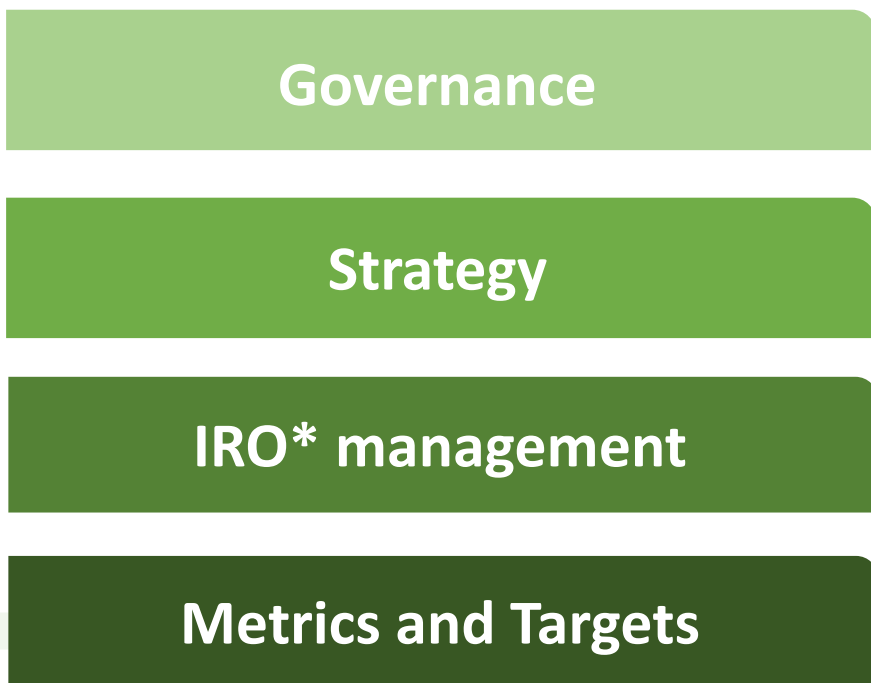 Governance
Strategy
IRO* management
Metrics and Targets